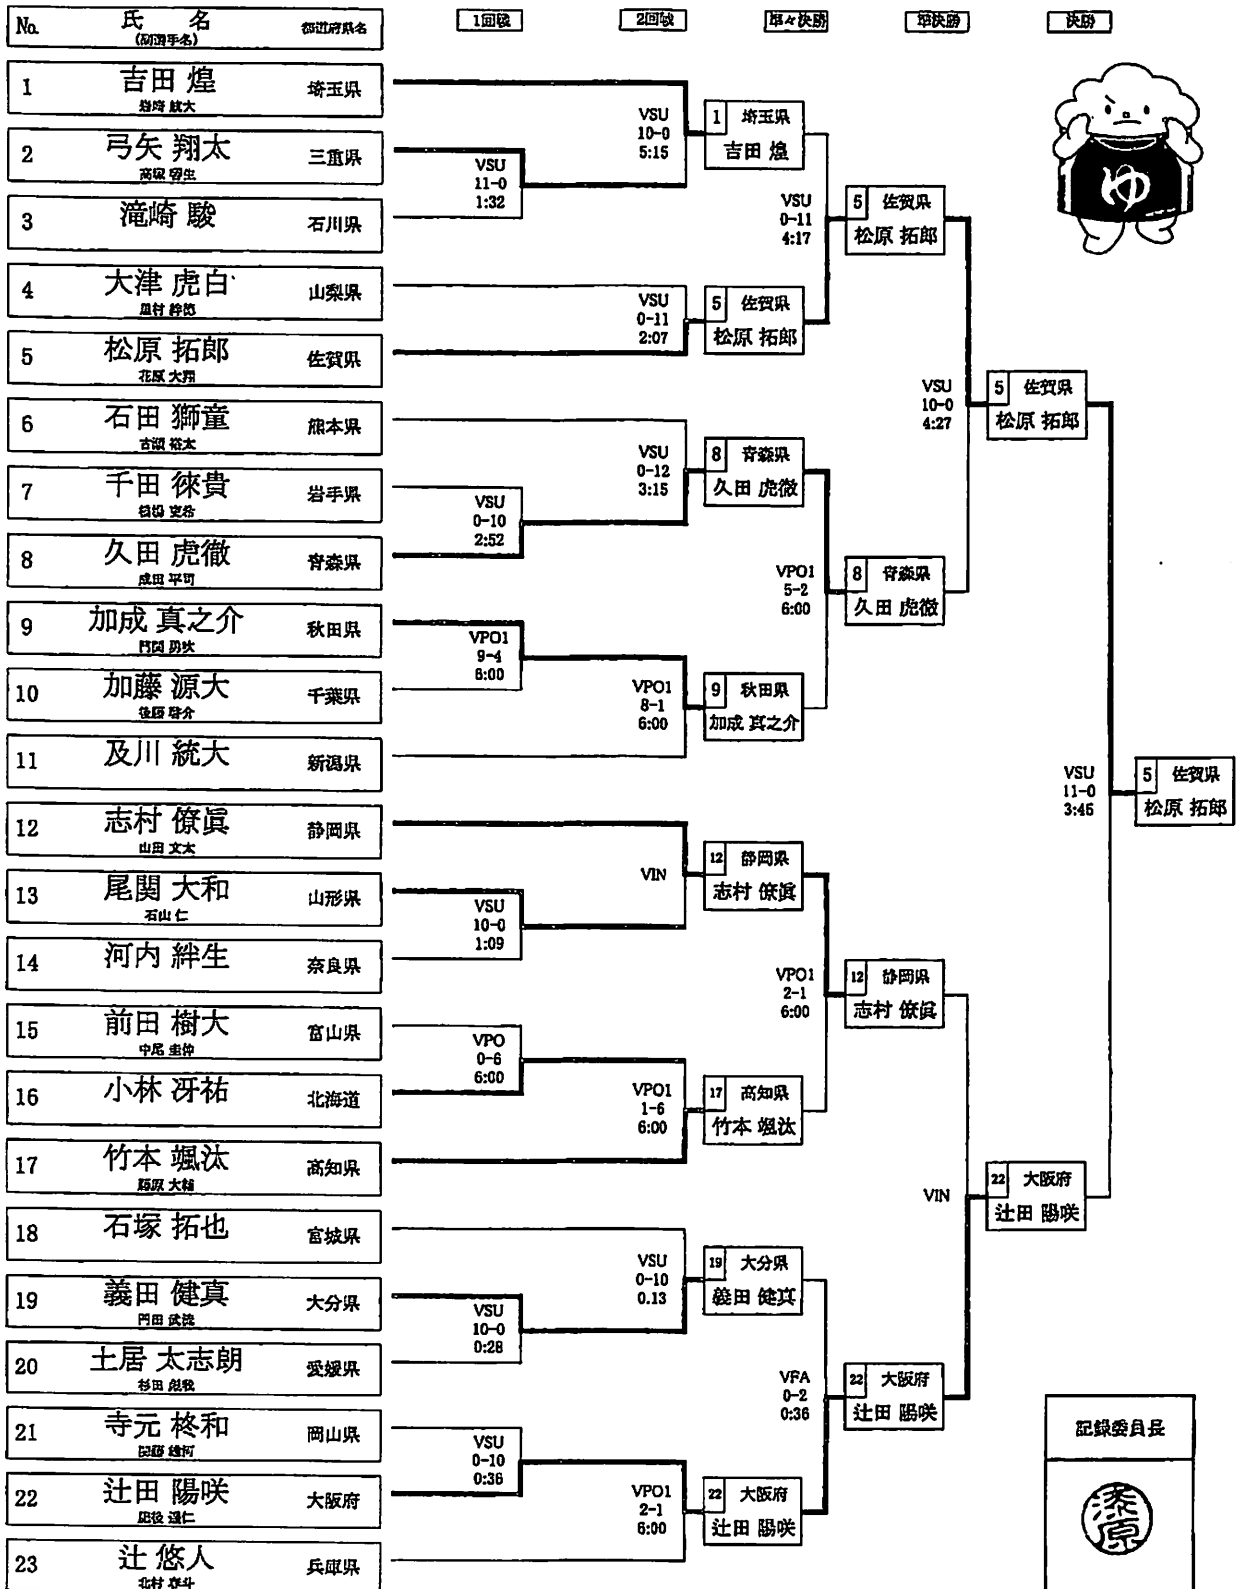 No. 氏 名 都道府県名 1回戦 2回戦 準々決勝 準決勝 決勝
1 吉田 煌 埼玉県
2 弓矢 翔太 三重県
3 滝崎 駿 石川県
4 大津 虎白 山梨県
5 松原 拓郎 佐賀県
花原 大翔
6 石田 獅童 熊本県
7 千田 徠貴 岩手県
8 久田 虎徹 青森県
9 加成 真之介 秋田県
10 加藤 源大 千葉県
11 及川 統大 新潟県
12 志村 僚眞 静岡県
山田 文太
13 尾関 大和 山形県
石山 仁
14 河内 絆生 奈良県
15 前田 樹大 富山県
16 小林 冴祐 北海道
17 竹本 颯汰 高知県
藤原 大輔
18 石塚 拓也 宮城県
19 義田 健真 大分県
20 土居 太志朗 愛媛県
21 寺元 柊和 岡山県
22 辻田 陽咲 大阪府
23 辻 悠人 兵庫県
VSU
11-0
1:32
VSU
0-10
2:52
VPO1
9-4
6:00
VSU
10-0
1:09
VPO
0-6
6:00
VSU
10-0
0:28
VSU
0-10
0:36
VSU
10-0
5:15
VSU
0-11
2:07
VSU
0-12
3:15
VPO1
8-1
6:00
VIN
VPO1
1-6
6:00
VSU
0-10
0.13
VPO1
2-1
6:00
1 埼玉県
吉田 煌
5 佐賀県
松原 拓郎
8 青森県
久田 虎徹
9 秋田県
加成 真之介
12 静岡県
志村 僚眞
17 高知県
竹本 颯汰
19 大分県
義田 健真
22 大阪府
辻田 陽咲
VSU
0-11
4:17
VPO1
5-2
6:00
VPO1
2-1
6:00
VFA
0-2
0:36
5 佐賀県
松原 拓郎
8 青森県
久田 虎徹
12 静岡県
志村 僚眞
22 大阪府
辻田 陽咲
VSU
10-0
4:27
VIN
5 佐賀県
松原 拓郎
22 大阪府
辻田 陽咲
VSU
11-0
3:46
5 佐賀県
松原 拓郎
ゆ
記録委員長
漆原